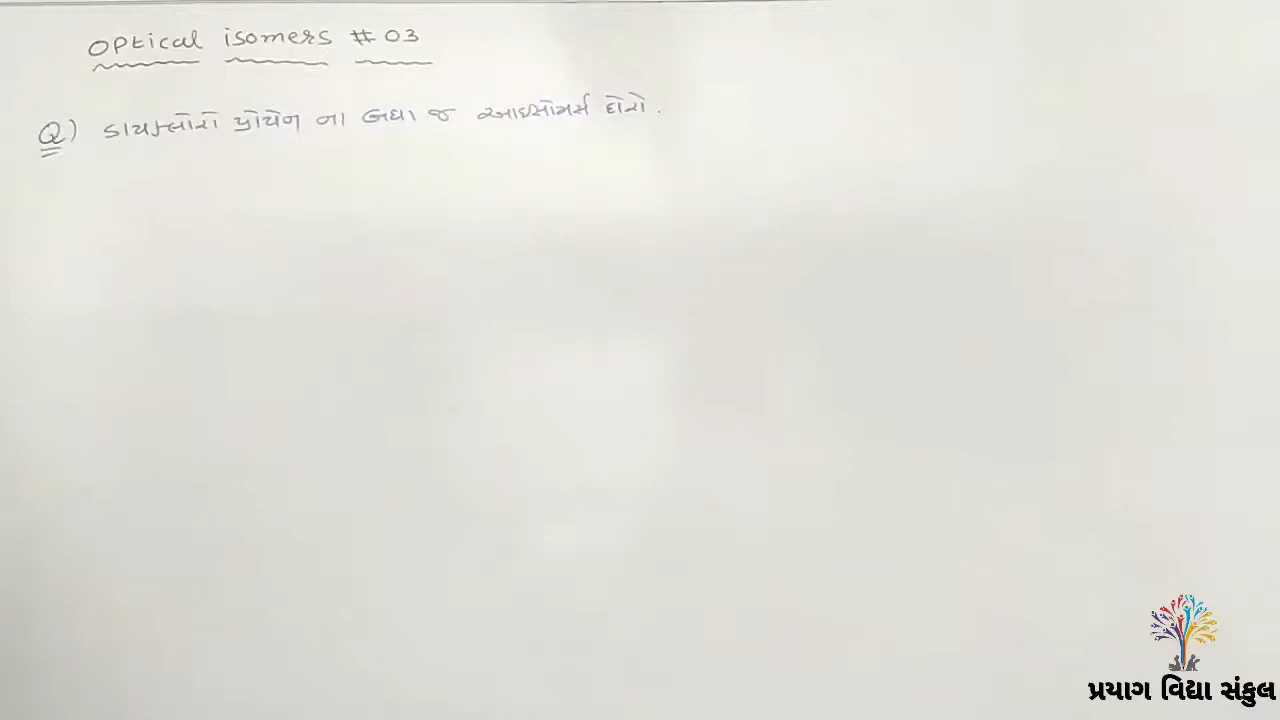 Optical isomers # 03
Q) ડાયક્લોરો પ્રોપેન ના બધા જ આઇસોમર્સ દોરો.
પ્રયાગ વિદ્યા સંકુલ